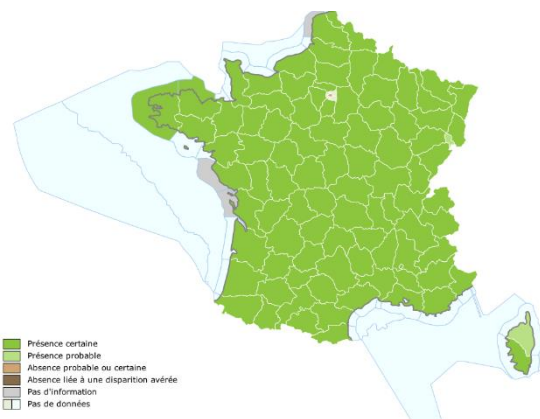 Présence certaine
Présence probable
Absence probable ou certaine
Absence liée à une disparition avérée
Pas d'information
Pas de données